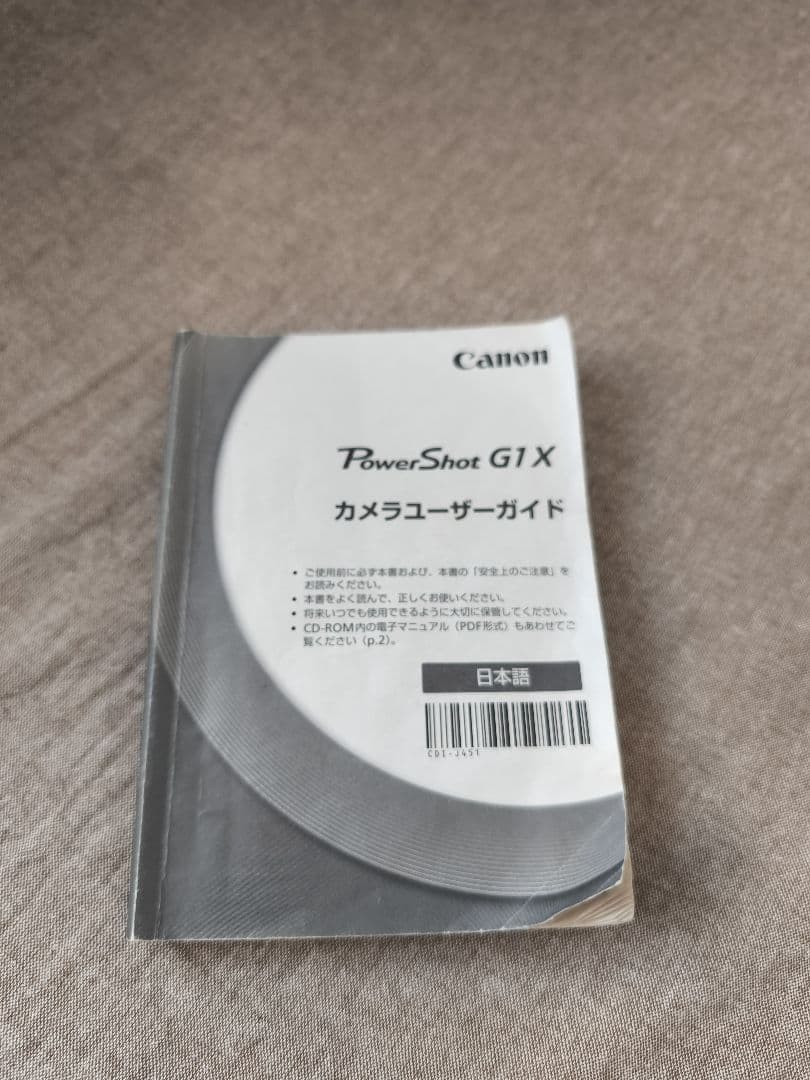 Canon
PowerShot G1 X
カメラユーザーガイド
• ご使用前に必ず本書および、本書の「安全上のご注意」を
お読みください。
• 本書をよく読んで、正しくお使いください。
• 将来いつでも使用できるように大切に保管してください。
• CD-ROM内の電子マニュアル（PDF形式）もあわせてご
覧ください（p.2）。
日本語
CDI-J451